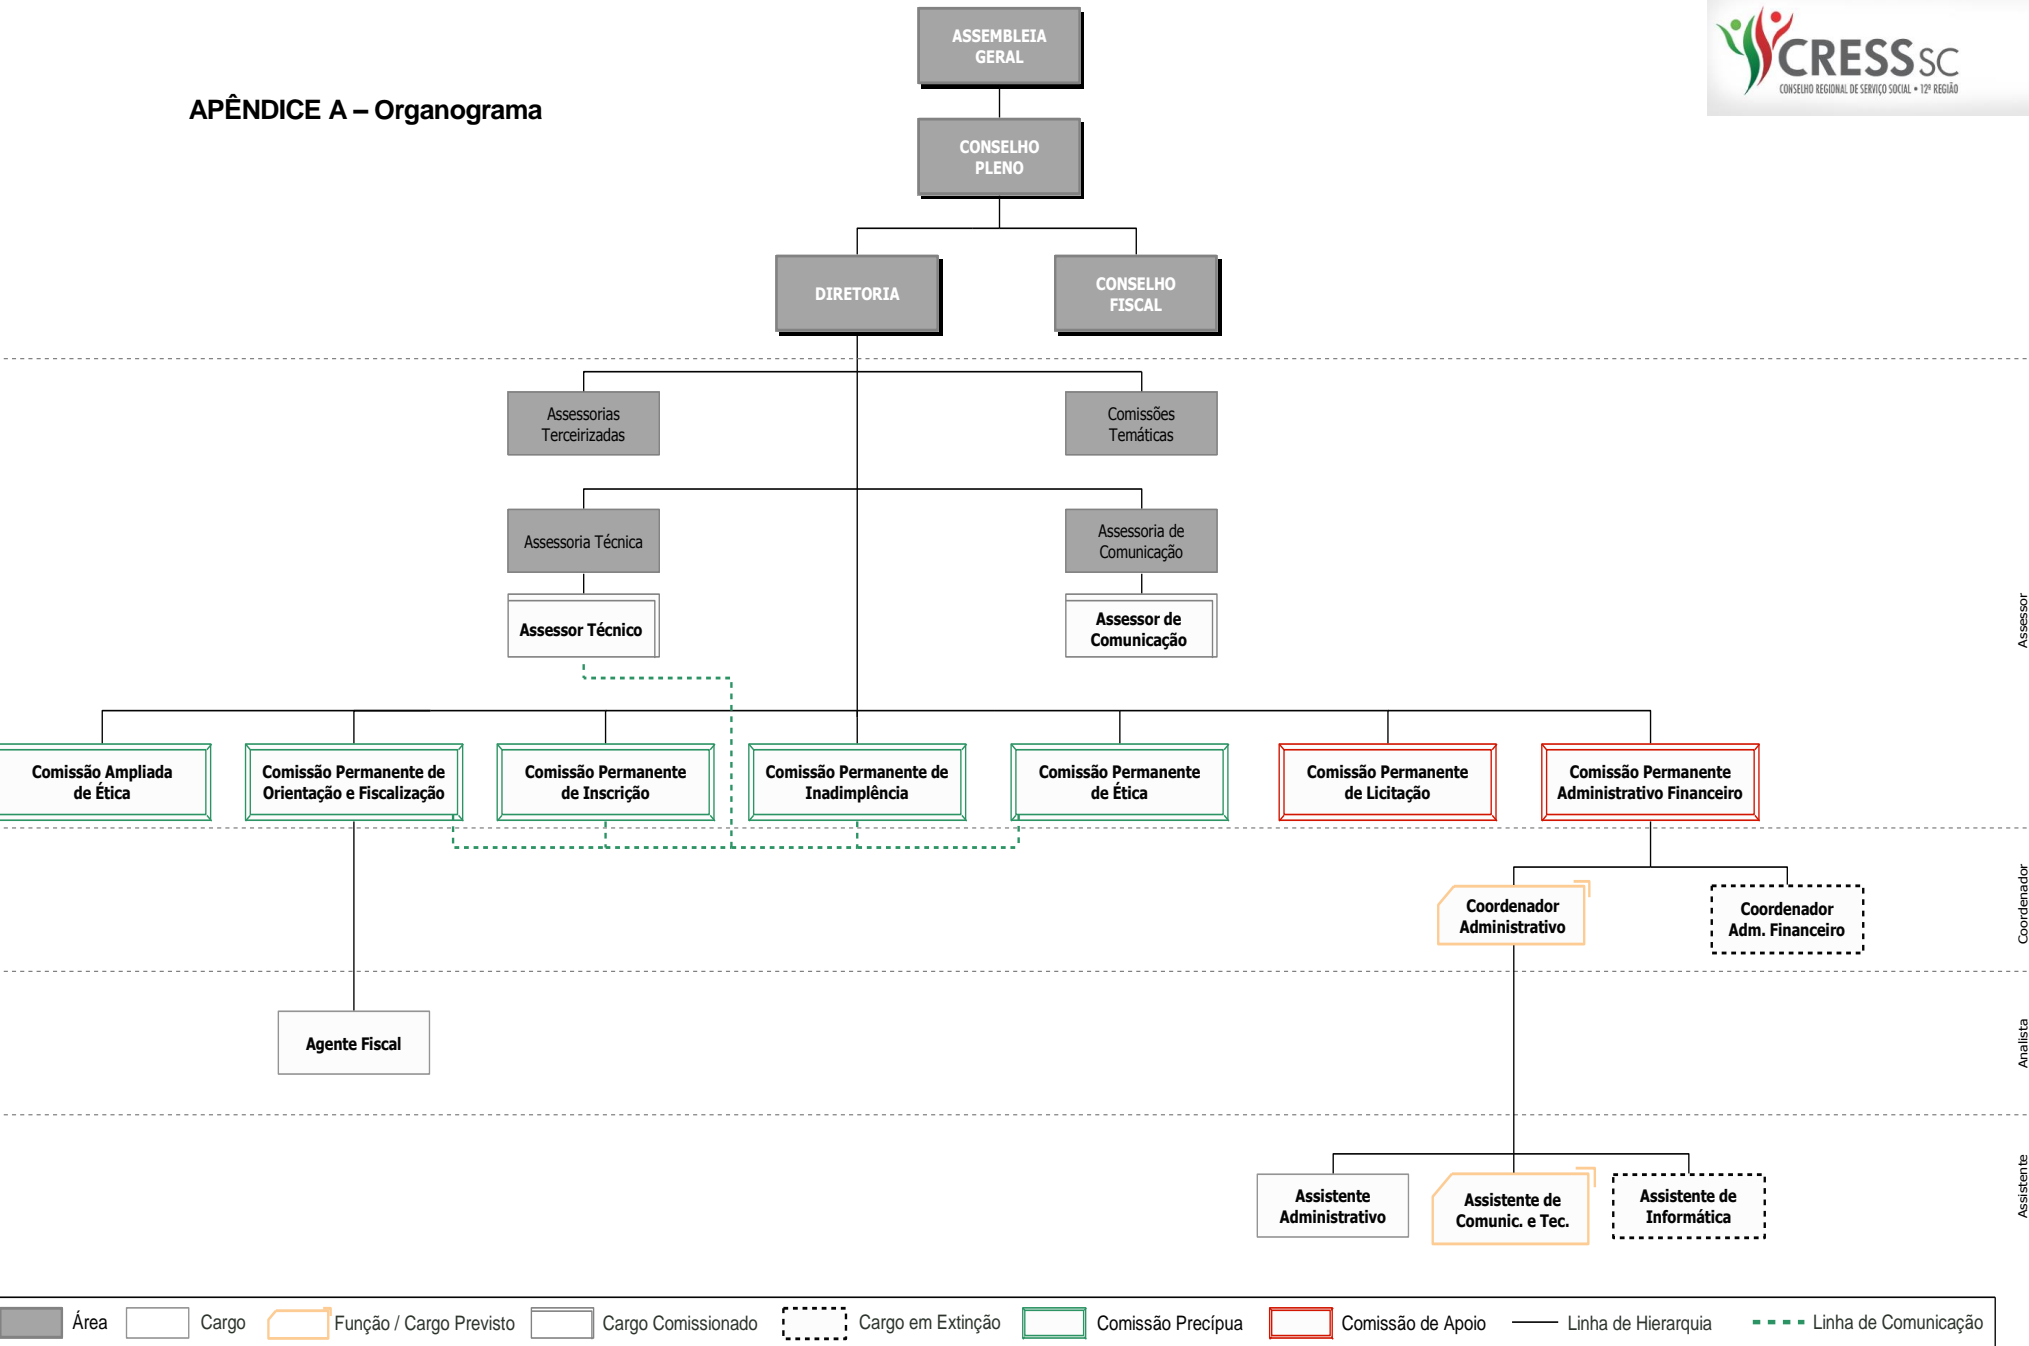 ASSEMBLEIA
GERAL
CRESS SC
CONSELHO REGIONAL DE SERVIÇO SOCIAL • 12ª REGIÃO
APÊNDICE A – Organograma
CONSELHO
PLENO
DIRETORIA
CONSELHO
FISCAL
Assessorias
Terceirizadas
Comissões
Temáticas
Assessoria Técnica
Assessoria de
Comunicação
Assessor Técnico
Assessor de
Comunicação
Assessor
Comissão Ampliada
de Ética
Comissão Permanente de
Orientação e Fiscalização
Comissão Permanente
de Inscrição
Comissão Permanente de
Inadimplência
Comissão Permanente
de Ética
Comissão Permanente
de Licitação
Comissão Permanente
Administrativo Financeiro
Coordenador
Administrativo
Coordenador
Adm. Financeiro
Coordenador
Agente Fiscal
Analista
Assistente
Administrativo
Assistente de
Comunic. e Tec.
Assistente de
Informática
Assistente
Área
Cargo
Função / Cargo Previsto
Cargo Comissionado
Cargo em Extinção
Comissão Precípua
Comissão de Apoio
Linha de Hierarquia
Linha de Comunicação